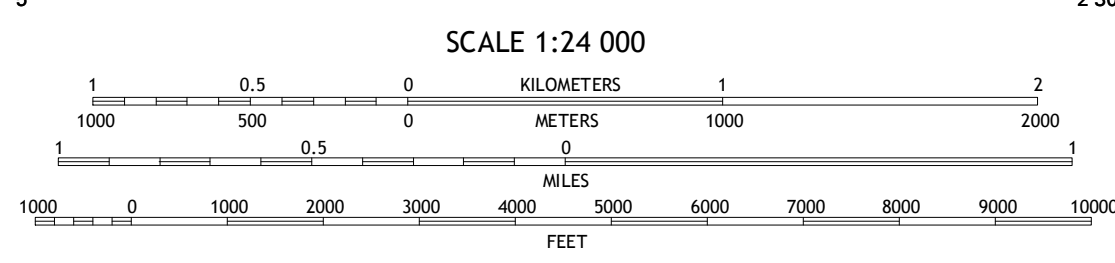 SCALE 1:24 000
1 0.5 0 KILOMETERS 1 2
1000 500 0 METERS 1000 2000
1 0.5 0 1
MILES
1000 0 1000 2000 3000 4000 5000 6000 7000 8000 9000 10000
FEET